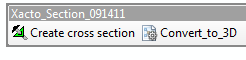 Xacto_Section_091411
Create cross section Convert_to_3D